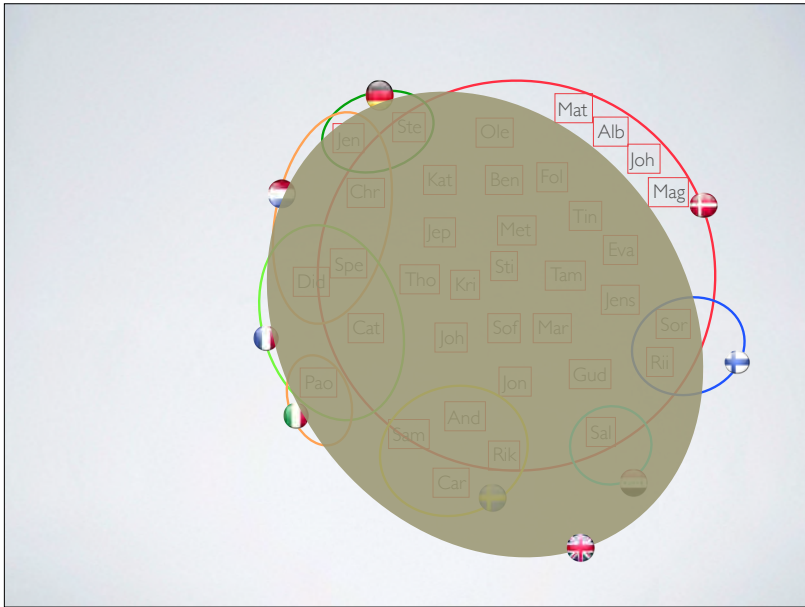 Mat
Alb
Joh
Mag
Ste
Jen
Ole
Chr
Kat
Ben
Fol
Tin
Jep
Met
Eva
Spe
Did
Tho
Kri
Sti
Tam
Jens
Cat
Joh
Sof
Mar
Sor
Rii
Pao
Jon
Gud
And
Sam
Rik
Sal
Car